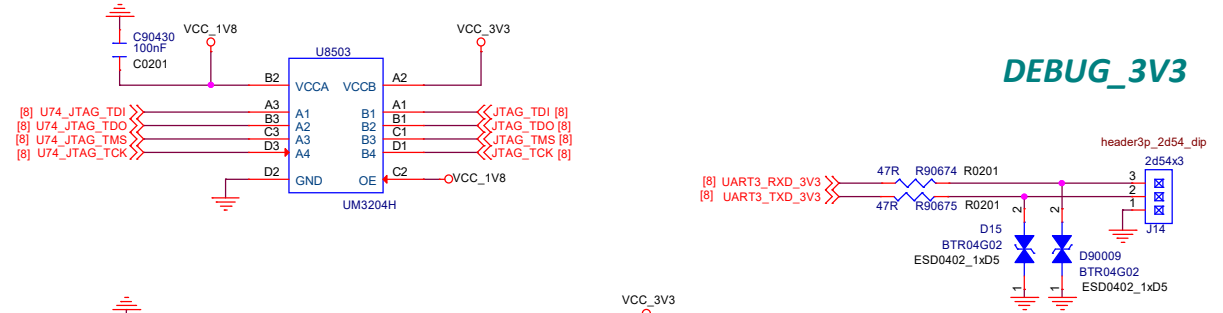 C90430
100nF
C0201
VCC_1V8
VCC_3V3
U8503
B2 VCCA VCCB A2
[8] U74_JTAG_TDI A3 A1 B1 A1 JTAG_TDI [8]
[8] U74_JTAG_TDO B3 A2 B2 B1 JTAG_TDO [8]
[8] U74_JTAG_TMS C3 A3 B3 C1 JTAG_TMS [8]
[8] U74_JTAG_TCK D3 A4 B4 D1 JTAG_TCK [8]
D2 GND OE C2 VCC_1V8
UM3204H
VCC_3V3
DEBUG_3V3
header3p_2d54_dip
2d54x3
[8] UART3_RXD_3V3 47R R90674 R0201 3
[8] UART3_TXD_3V3 47R R90675 R0201 2
1
J14
2 2
D15
BTR04G02
ESD0402_1xD5
D90009
BTR04G02
ESD0402_1xD5
1 1